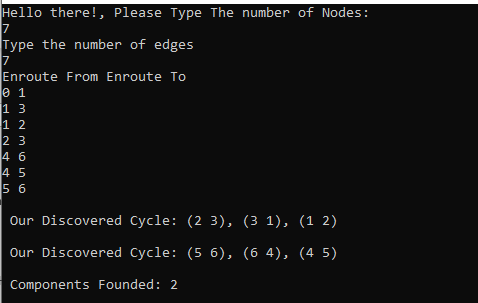 Hello there!, Please Type The number of Nodes:
7
Type the number of edges
7
Enroute From Enroute To
0 1
1 3
1 2
2 3
4 6
4 5
5 6
Our Discovered Cycle: (2 3), (3 1), (1 2)
Our Discovered Cycle: (5 6), (6 4), (4 5)
Components Founded: 2